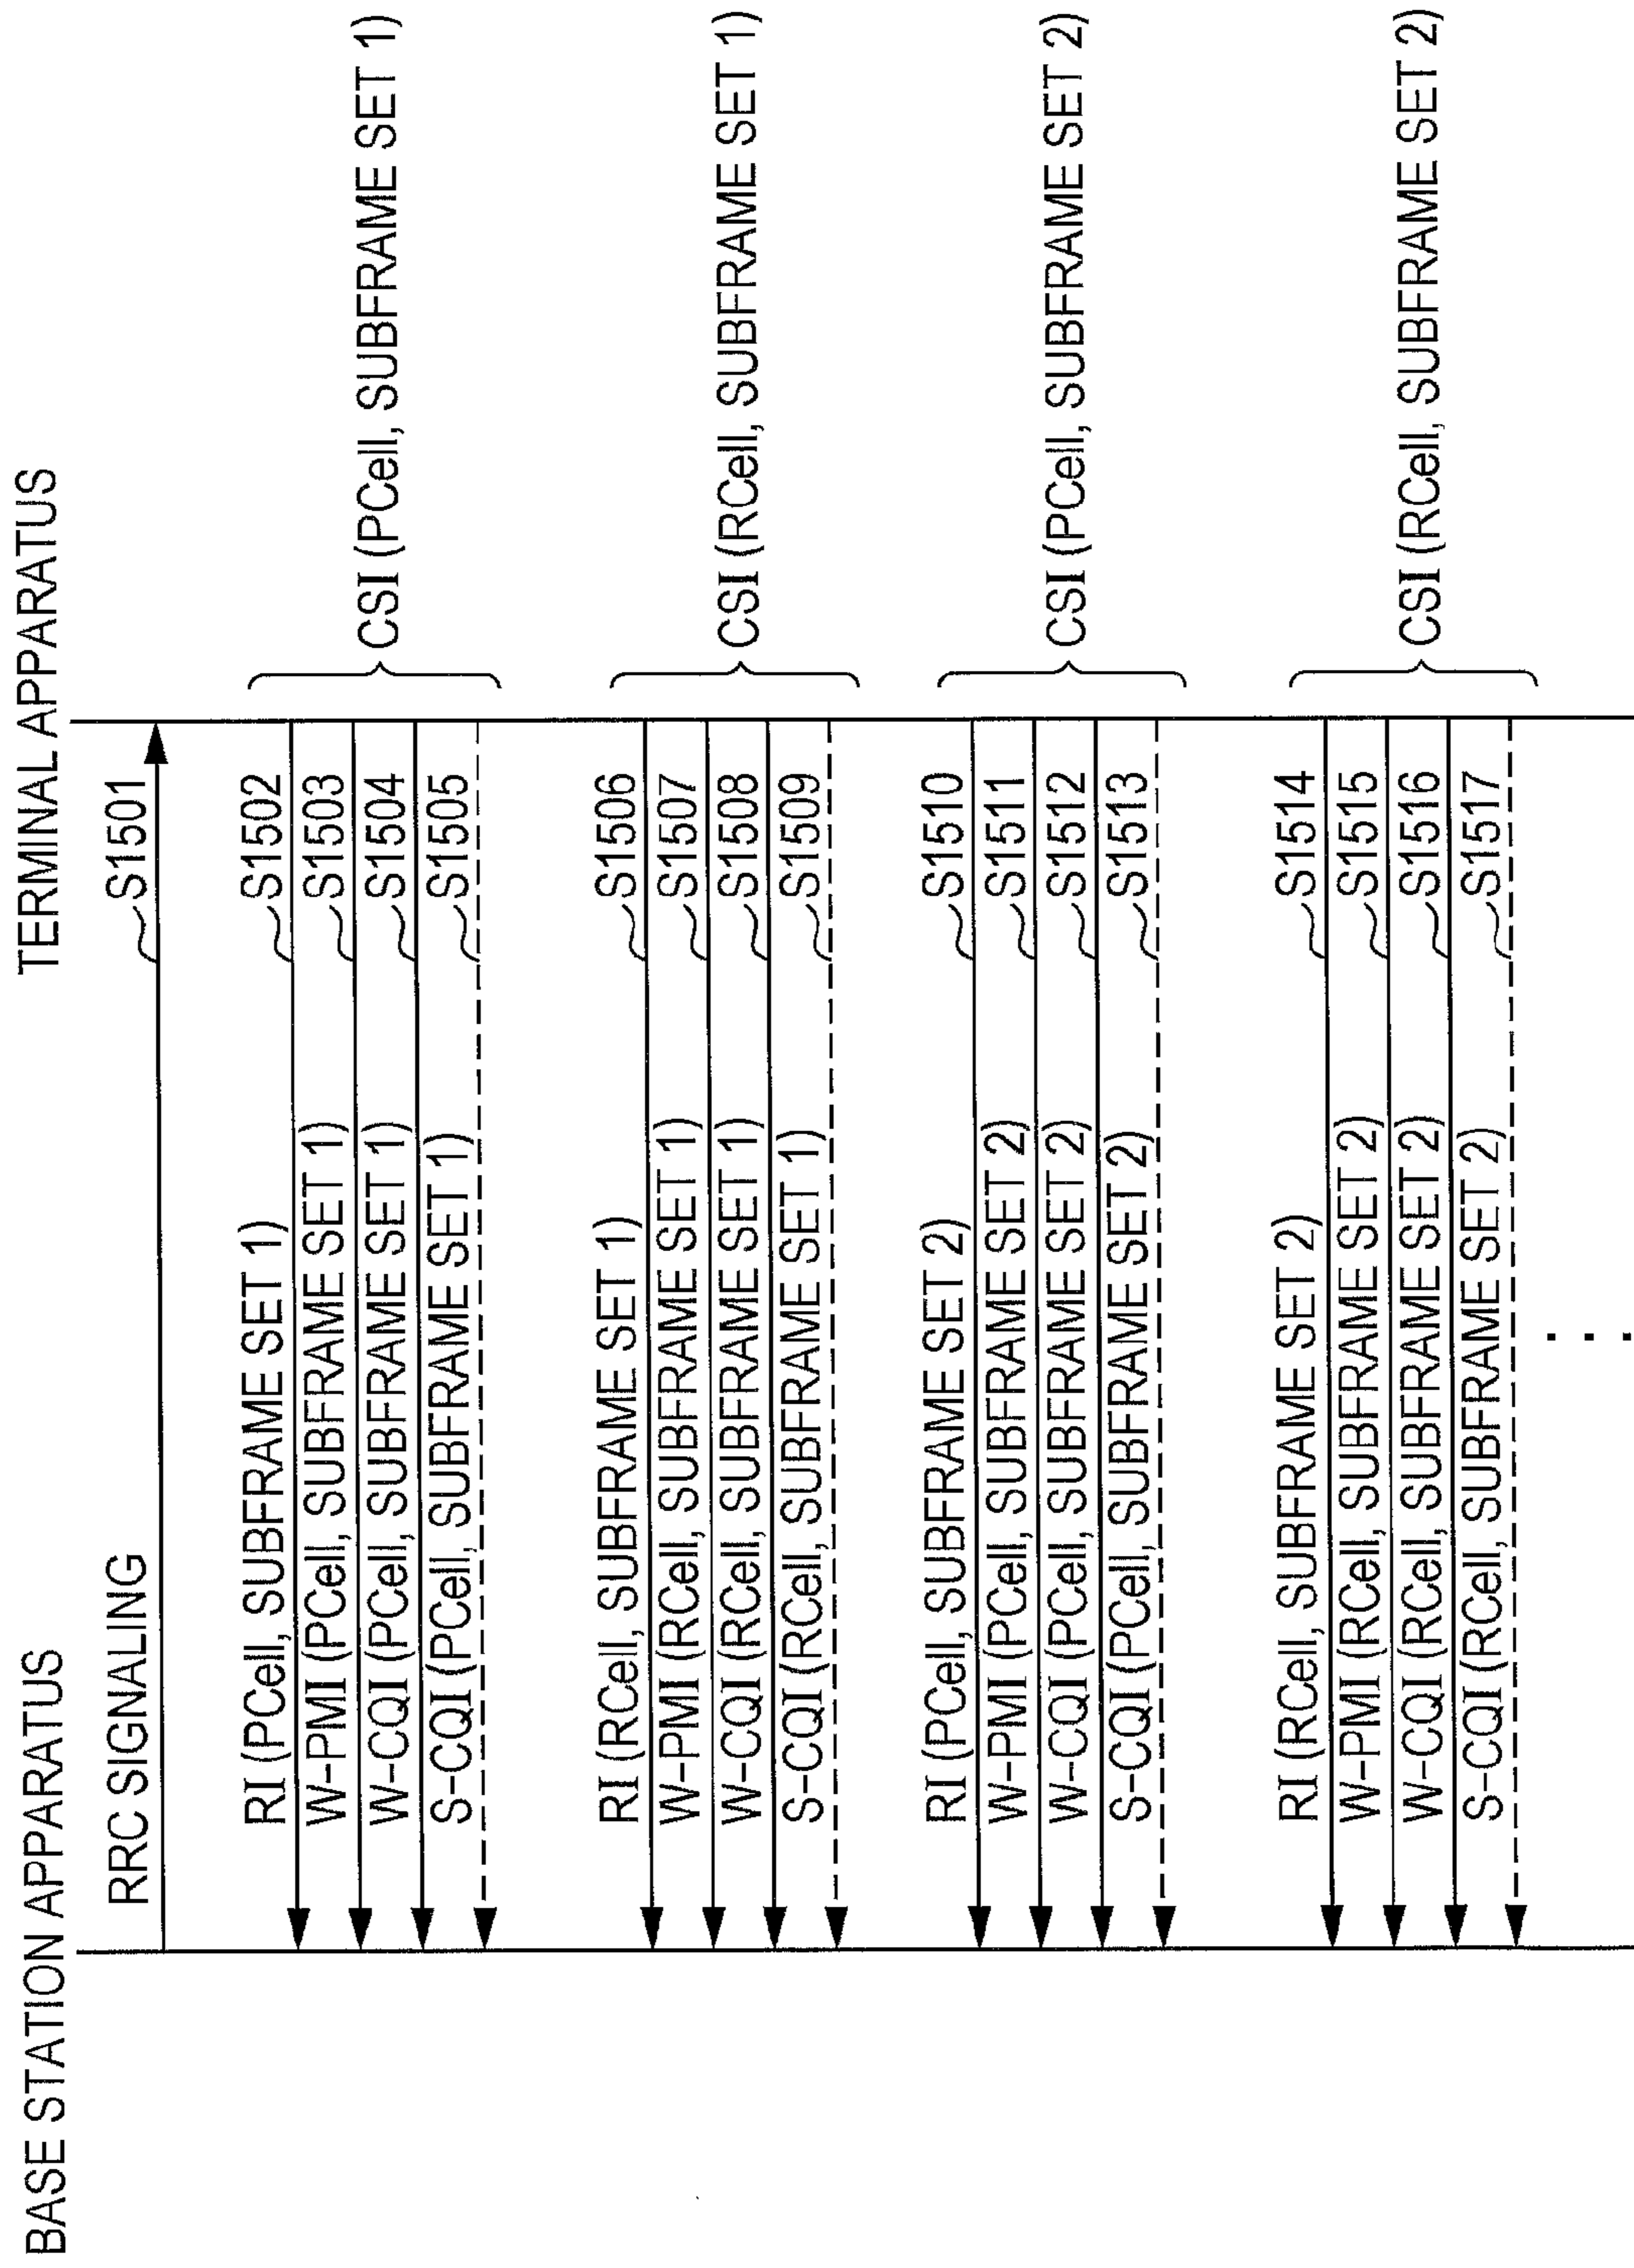 BASE STATION APPARATUS
TERMINAL APPARATUS
RRC SIGNALING
S1501
RI (PCell, SUBFRAME SET 1)
S1502
W-PMI (PCell, SUBFRAME SET 1)
S1503
W-CQI (PCell, SUBFRAME SET 1)
S1504
S-CQI (PCell, SUBFRAME SET 1)
S1505
CSI (PCell, SUBFRAME SET 1)
RI (RCell, SUBFRAME SET 1)
S1506
W-PMI (RCell, SUBFRAME SET 1)
S1507
W-CQI (RCell, SUBFRAME SET 1)
S1508
S-CQI (RCell, SUBFRAME SET 1)
S1509
CSI (RCell, SUBFRAME SET 1)
RI (PCell, SUBFRAME SET 2)
S1510
W-PMI (PCell, SUBFRAME SET 2)
S1511
W-CQI (PCell, SUBFRAME SET 2)
S1512
S-CQI (PCell, SUBFRAME SET 2)
S1513
CSI (PCell, SUBFRAME SET 2)
RI (RCell, SUBFRAME SET 2)
S1514
W-PMI (RCell, SUBFRAME SET 2)
S1515
W-CQI (RCell, SUBFRAME SET 2)
S1516
S-CQI (RCell, SUBFRAME SET 2)
S1517
CSI (RCell, SUBFRAME SET 2)
. . .